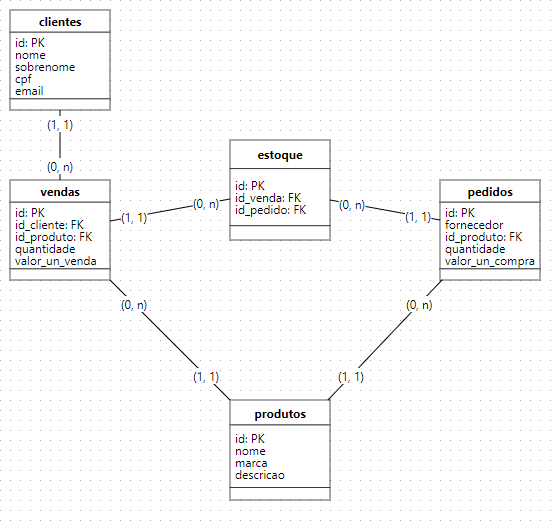 clientes
id: PK
nome
sobrenome
cpf
email
(1, 1)
(0, n)
estoque
id: PK
id_venda: FK
id_pedido: FK
vendas
id: PK
id_cliente: FK
id_produto: FK
quantidade
valor_un_venda
(1, 1)
(0, n)
(0, n)
(1, 1)
pedidos
id: PK
fornecedor
id_produto: FK
quantidade
valor_un_compra
(0, n)
(0, n)
(1, 1)
(1, 1)
produtos
id: PK
nome
marca
descricao